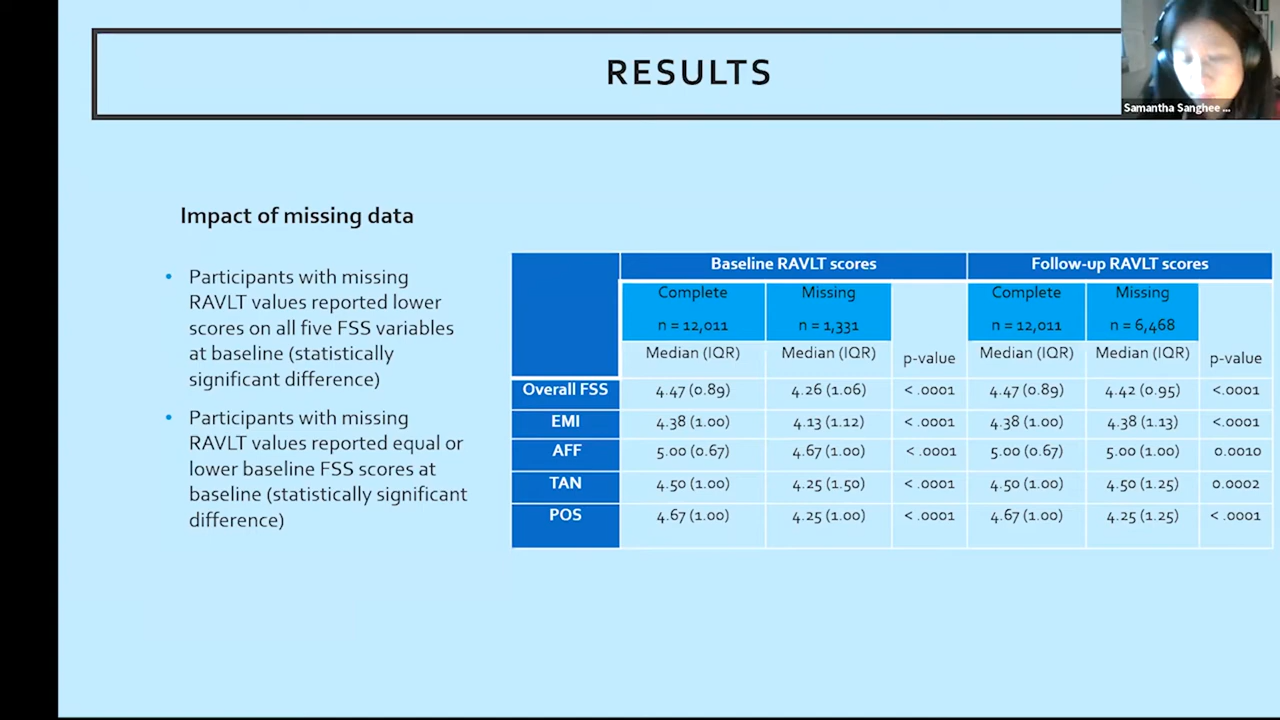 RESULTS
Samantha Sanghee ...
Impact of missing data
• Participants with missing
RAVLT values reported lower
scores on all five FSS variables
at baseline (statistically
significant difference)
• Participants with missing
RAVLT values reported equal or
lower baseline FSS scores at
baseline (statistically significant
difference)
Baseline RAVLT scores Follow-up RAVLT scores
Complete Missing Complete Missing
n = 12,011 n = 1,331 n = 12,011 n = 6,468
Median (IQR) Median (IQR) p-value Median (IQR) Median (IQR) p-value
Overall FSS 4.47 (0.89) 4.26 (1.06) < .0001 4.47 (0.89) 4.42 (0.95) <.0001
EMI 4.38 (1.00) 4.13 (1.12) < .0001 4.38 (1.00) 4.38 (1.13) <.0001
AFF 5.00 (0.67) 4.67 (1.00) < .0001 5.00 (0.67) 5.00 (1.00) 0.0010
TAN 4.50 (1.00) 4.25 (1.50) < .0001 4.50 (1.00) 4.50 (1.25) 0.0002
POS 4.67 (1.00) 4.25 (1.00) < .0001 4.67 (1.00) 4.25 (1.25) < .0001